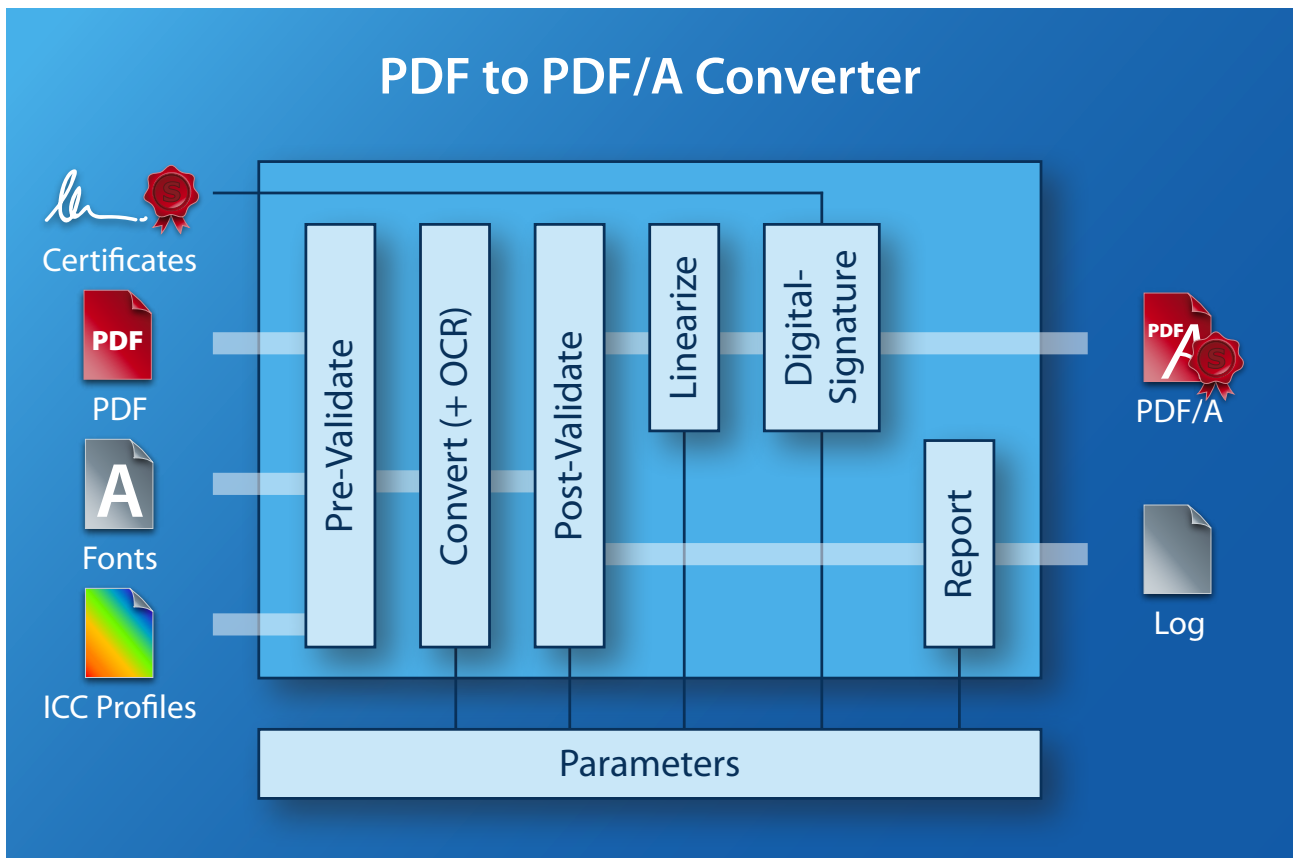 PDF to PDF/A Converter
Certificates
PDF
PDF
Fonts
A
ICC Profiles
S
Pre-Validate
Convert (+ OCR)
Post-Validate
Linearize
Digital-
Signature
Report
Parameters
PDF
A
S
PDF/A
Log